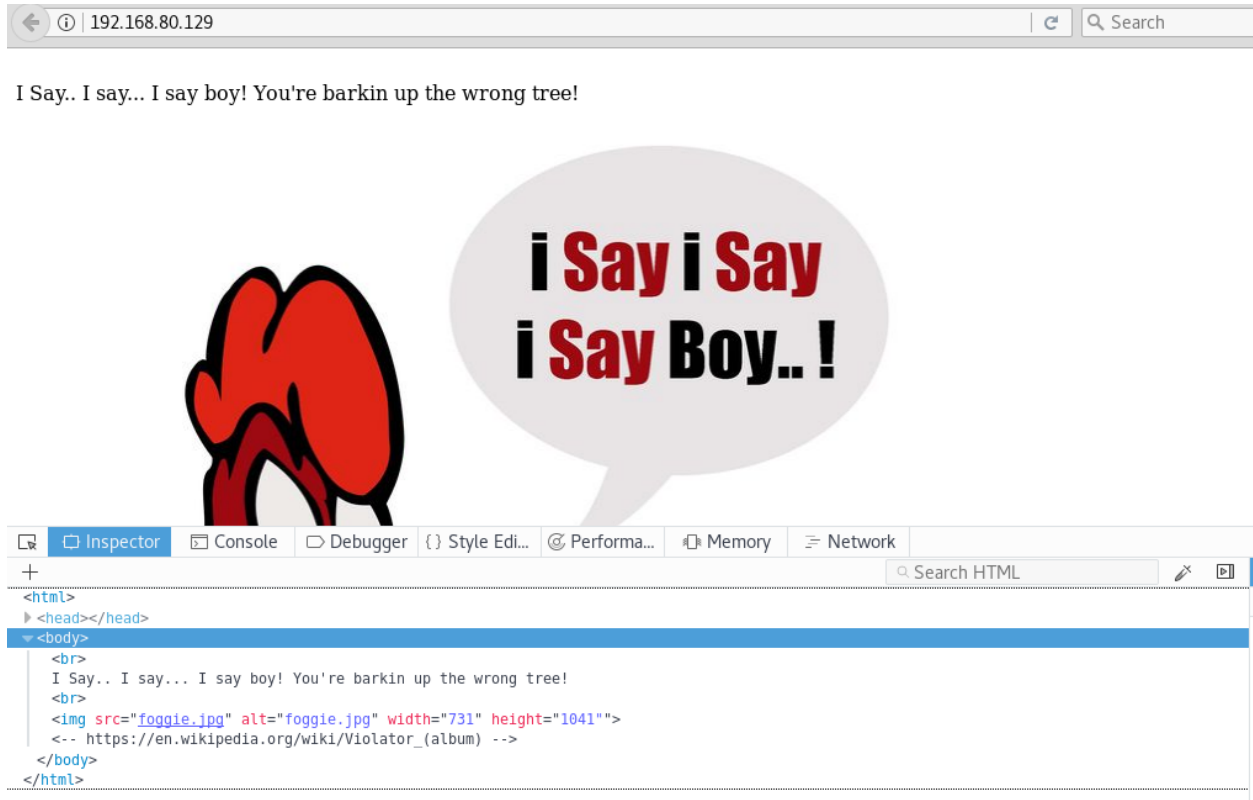 192.168.80.129
Search
I Say.. I say... I say boy! You're barkin up the wrong tree!
i Say i Say
i Say Boy.. !
Inspector Console Debugger {} Style Edi... Performa... Memory Network
+ Search HTML
<html>
<head></head>
<body>
<br>
I Say.. I say... I say boy! You're barkin up the wrong tree!
<br>
<img src="foggie.jpg" alt="foggie.jpg" width="731" height="1041"">
<-- https://en.wikipedia.org/wiki/Violator_(album) -->
</body>
</html>